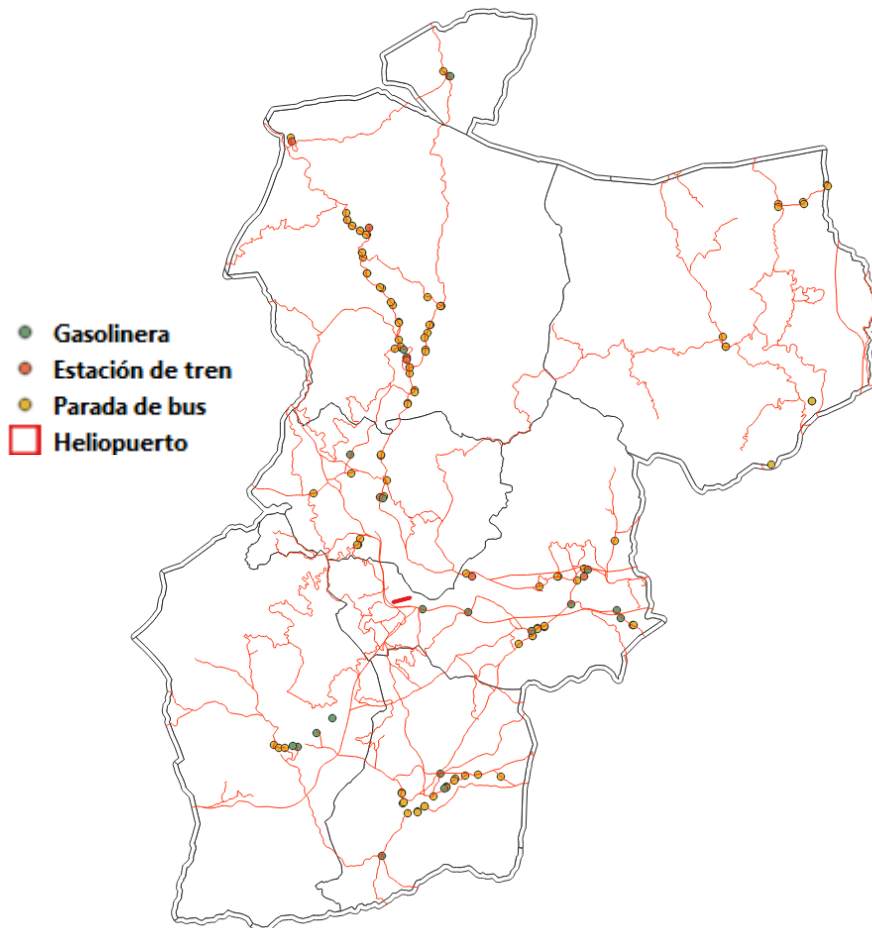 Gasolinera
Estación de tren
Parada de bus
Heliopuerto